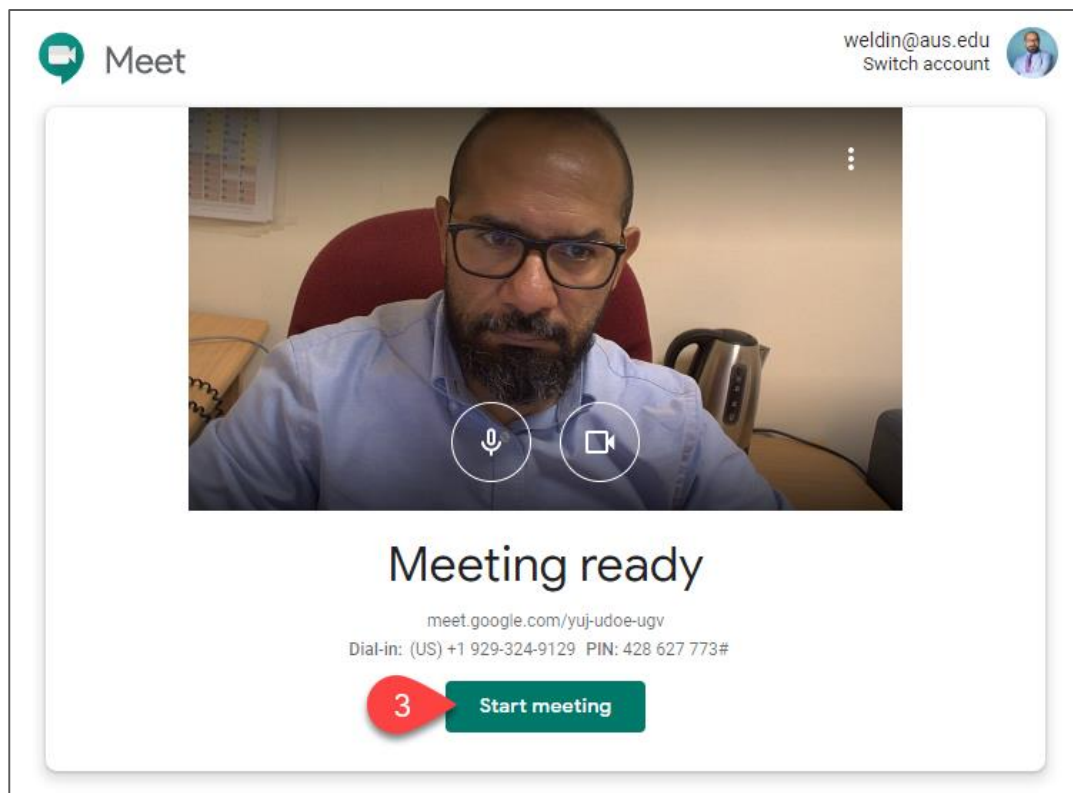 Meet
weldin@aus.edu
Switch account
Meeting ready
meet.google.com/yuj-udoe-ugv
Dial-in: (US) +1 929-324-9129 PIN: 428 627 773#
3
Start meeting